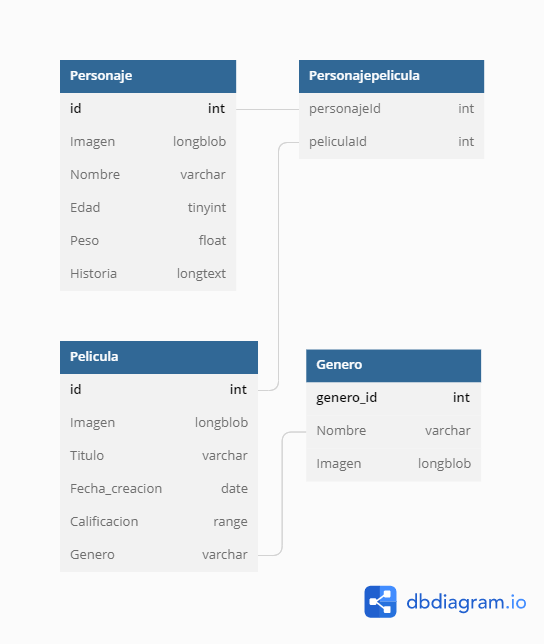 Personaje
id int
Imagen longblob
Nombre varchar
Edad tinyint
Peso float
Historia longtext
Personajepelicula
personajeId int
peliculaId int
Pelicula
id int
Imagen longblob
Titulo varchar
Fecha_creacion date
Calificacion range
Genero varchar
Genero
genero_id int
Nombre varchar
Imagen longblob
dbdiagram.io